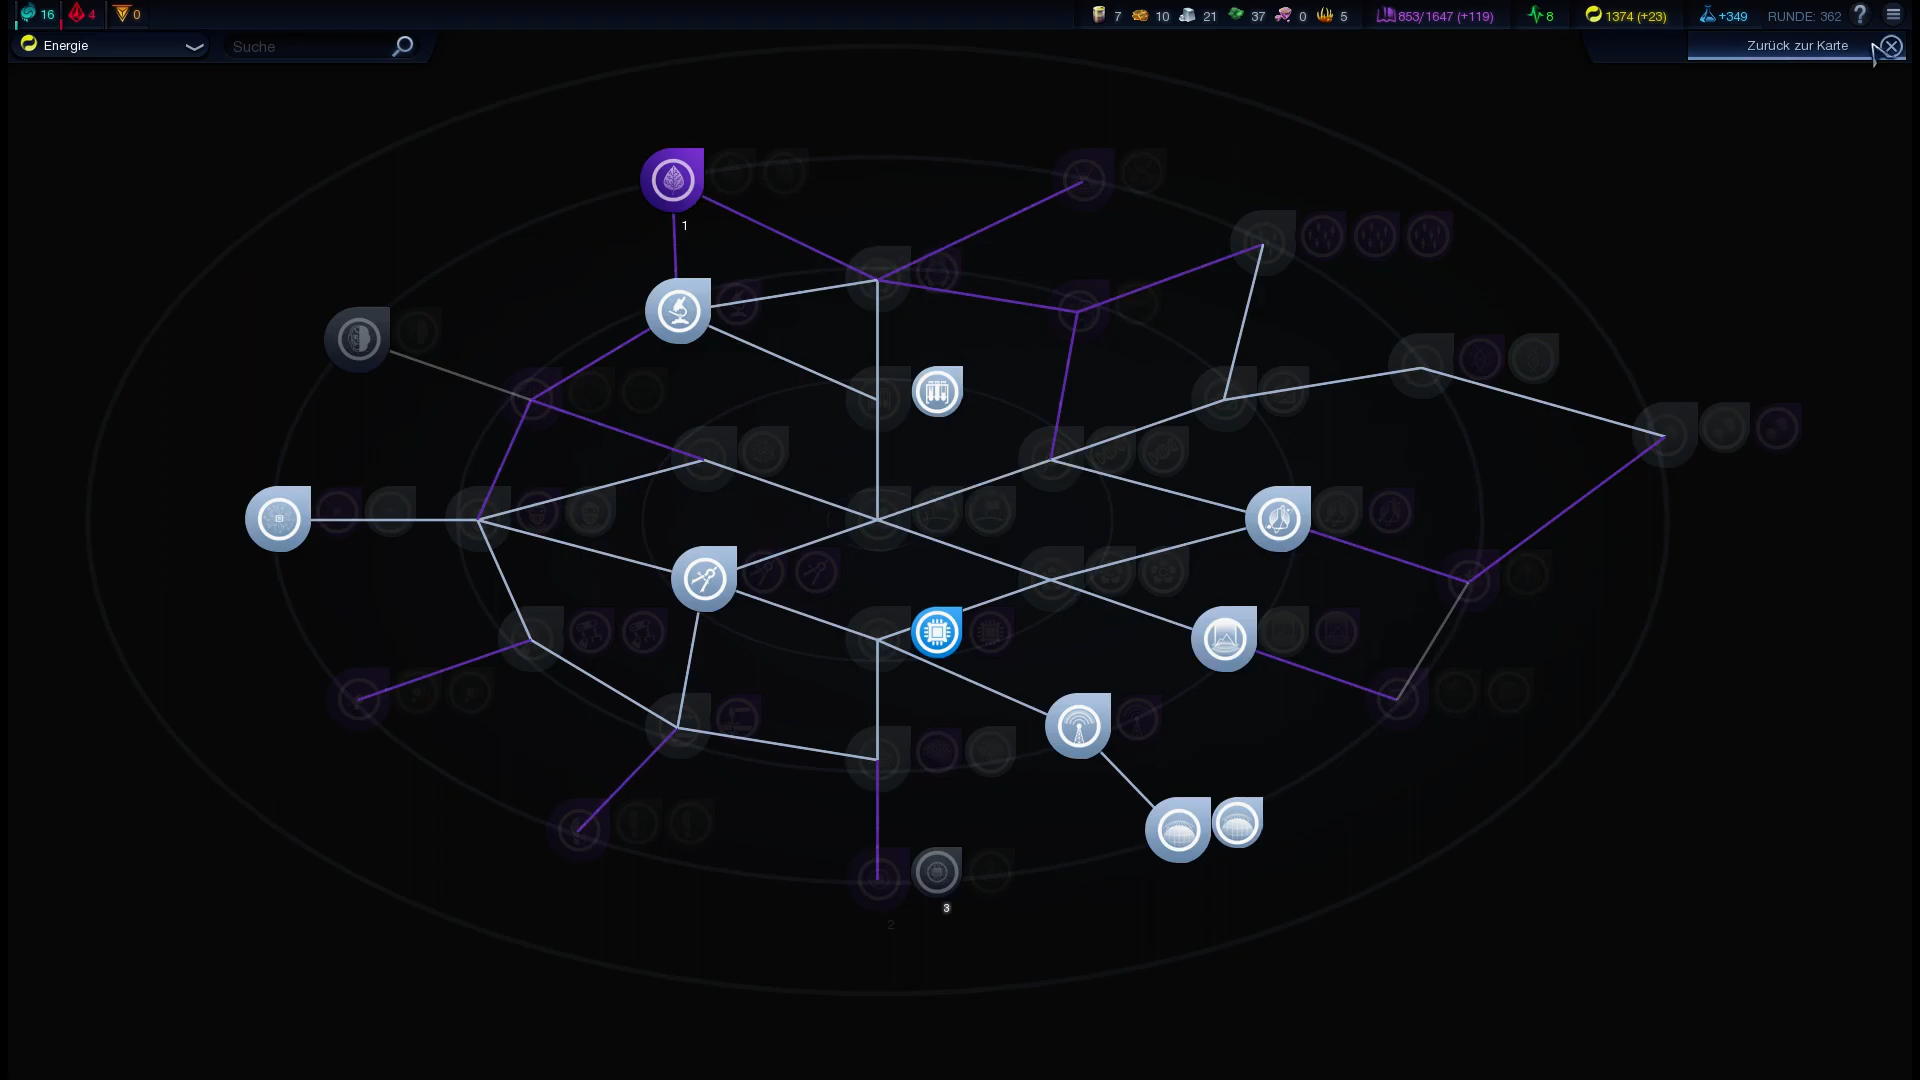 16 4 0 7 10 21 37 0 5 853/1647 (+119) 8 1374 (+23) +349 RUNDE: 362 ?
Energie Suche Zurück zur Karte
1
3
2